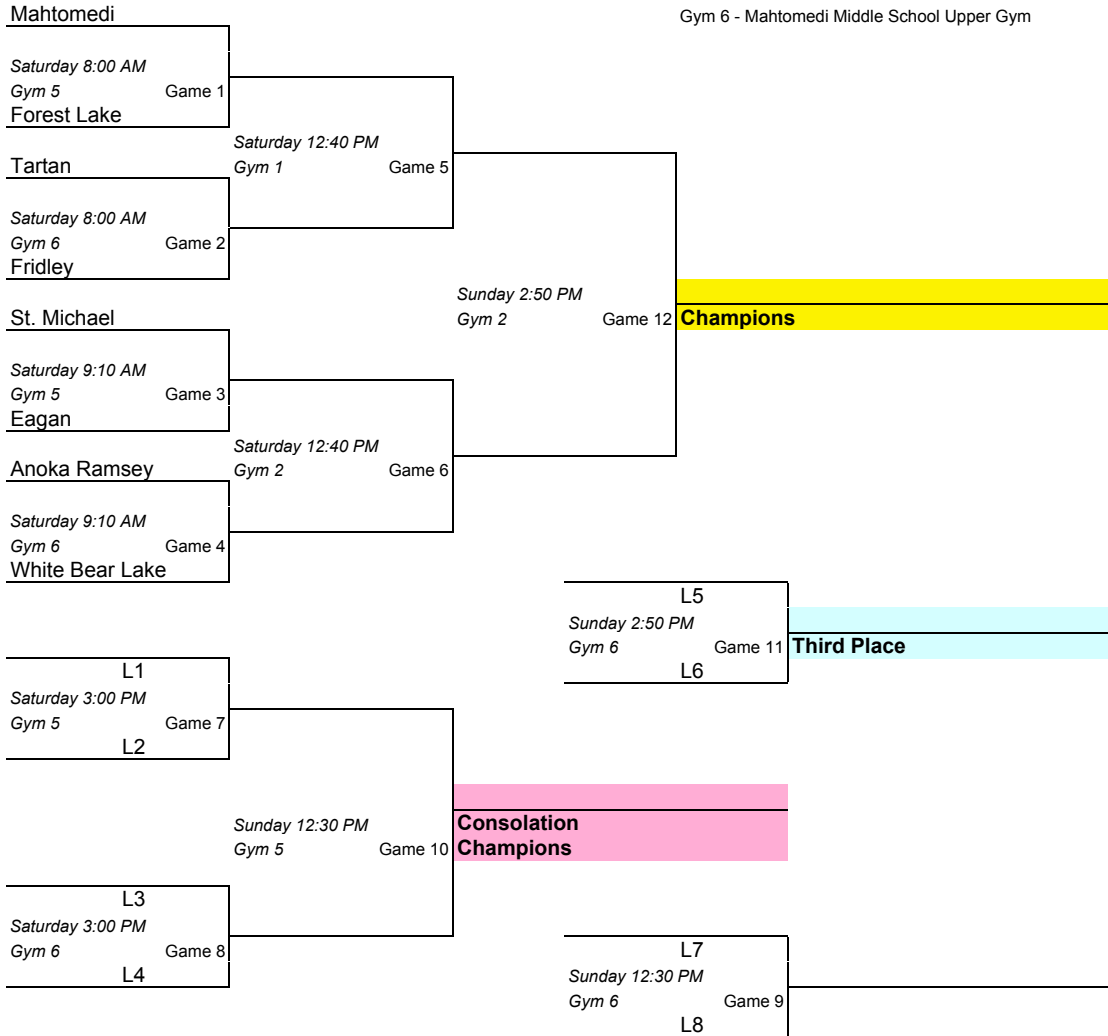 Mahtomedi
Gym 6 - Mahtomedi Middle School Upper Gym
Saturday 8:00 AM
Gym 5 Game 1
Forest Lake
Saturday 12:40 PM
Gym 1 Game 5
Tartan
Saturday 8:00 AM
Gym 6 Game 2
Fridley
Sunday 2:50 PM
Gym 2 Game 12
Champions
St. Michael
Saturday 9:10 AM
Gym 5 Game 3
Eagan
Saturday 12:40 PM
Gym 2 Game 6
Anoka Ramsey
Saturday 9:10 AM
Gym 6 Game 4
White Bear Lake
L5
Sunday 2:50 PM
Gym 6 Game 11
Third Place
L6
L1
Saturday 3:00 PM
Gym 5 Game 7
L2
Sunday 12:30 PM
Gym 5 Game 10
Consolation
Champions
L3
Saturday 3:00 PM
Gym 6 Game 8
L4
L7
Sunday 12:30 PM
Gym 6 Game 9
L8